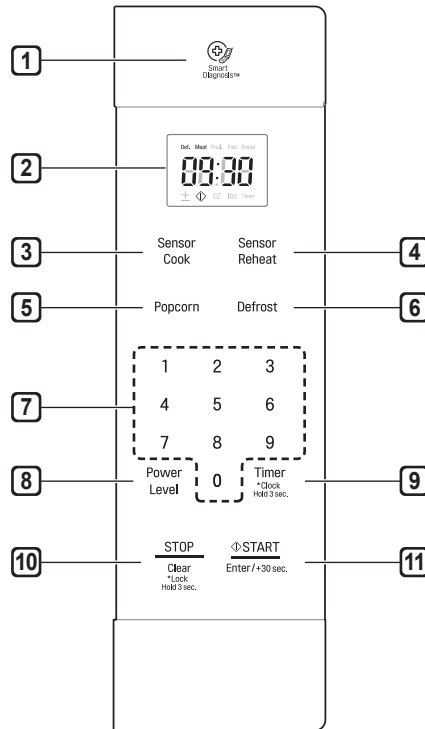 1
Smart
Diagnosis™
2
Def. Meat Poul. Fish Bread
09:30
oz lbs Timer
3
Sensor
Cook
Sensor
Reheat
4
5
Popcorn
Defrost
6
7
1 2 3
4 5 6
7 8 9
8
Power
Level
0
Timer
*Clock
Hold 3 sec.
9
10
STOP
Clear
*Lock
Hold 3 sec.
START
Enter/+30 sec.
11